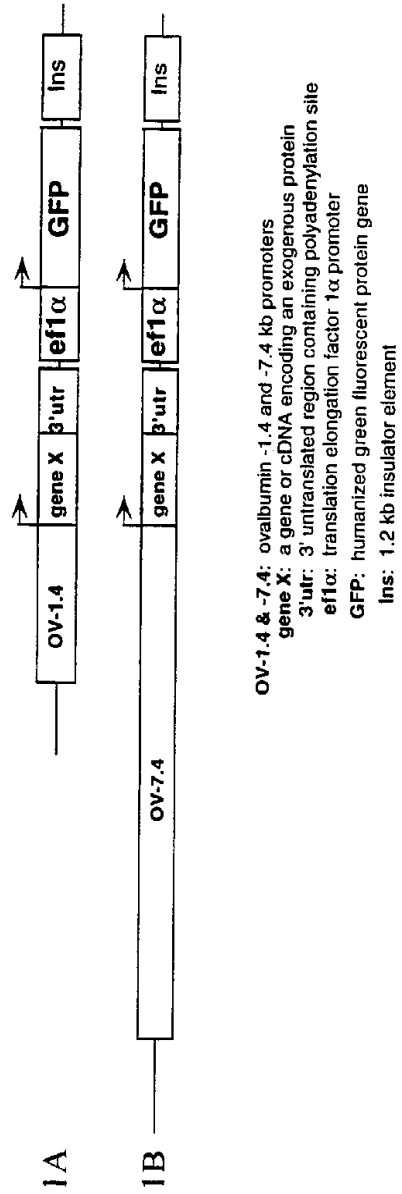 1A
OV-1.4 gene X 3'utr ef1α GFP Ins
1B
OV-7.4 gene X 3'utr ef1α GFP Ins
OV-1.4 & -7.4: ovalbumin -1.4 and -7.4 kb promoters
gene X: a gene or cDNA encoding an exogenous protein
3'utr: 3' untranslated region containing polyadenylation site
ef1α: translation elongation factor 1α promoter
GFP: humanized green fluorescent protein gene
Ins: 1.2 kb insulator element